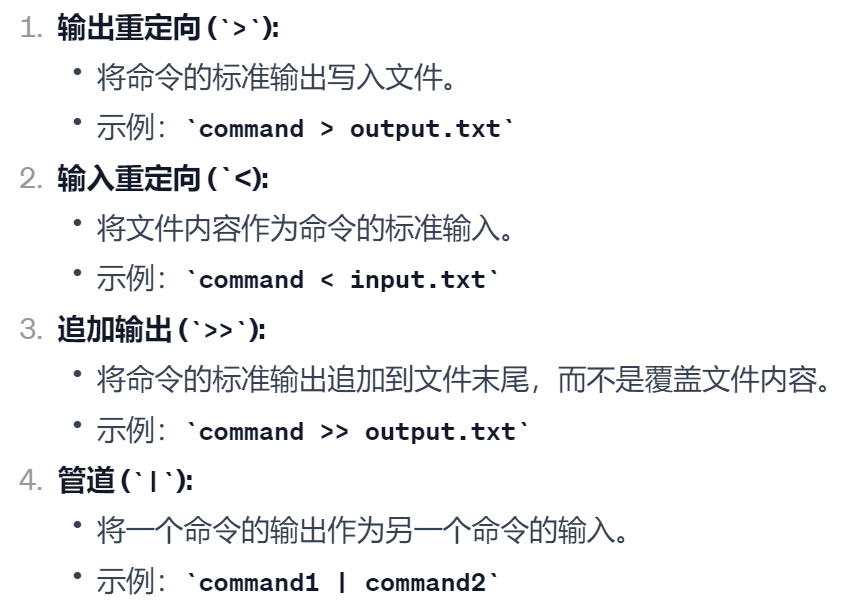 1. 输出重定向 (`>`):
• 将命令的标准输出写入文件。
• 示例：`command > output.txt`
2. 输入重定向 (`<):
• 将文件内容作为命令的标准输入。
• 示例：`command < input.txt`
3. 追加输出 (`>>`):
• 将命令的标准输出追加到文件末尾，而不是覆盖文件内容。
• 示例：`command >> output.txt`
4. 管道 (`|`):
• 将一个命令的输出作为另一个命令的输入。
• 示例：`command1 | command2`